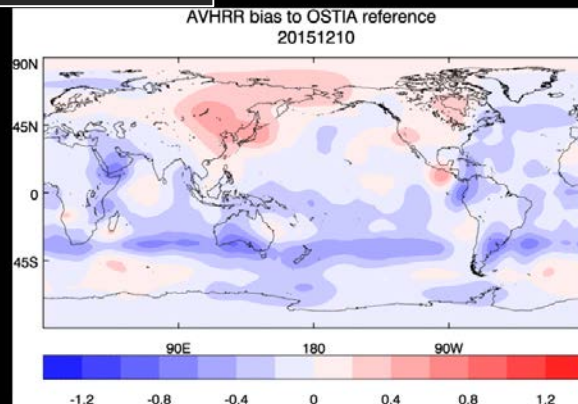 AVHRR bias to OSTIA reference
20151210
90N
45N
0
45S
90E 180 90W
-1.2 -0.8 -0.4 0 0.4 0.8 1.2